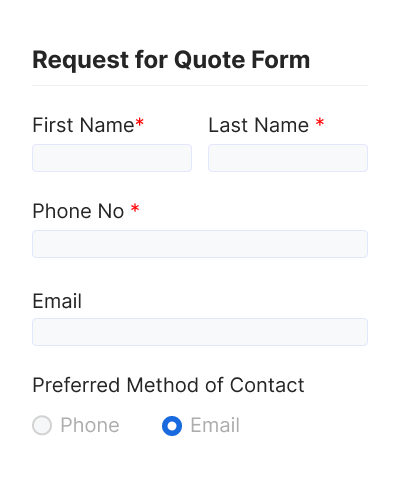 Request for Quote Form
First Name* Last Name *
Phone No *
Email
Preferred Method of Contact
Phone Email